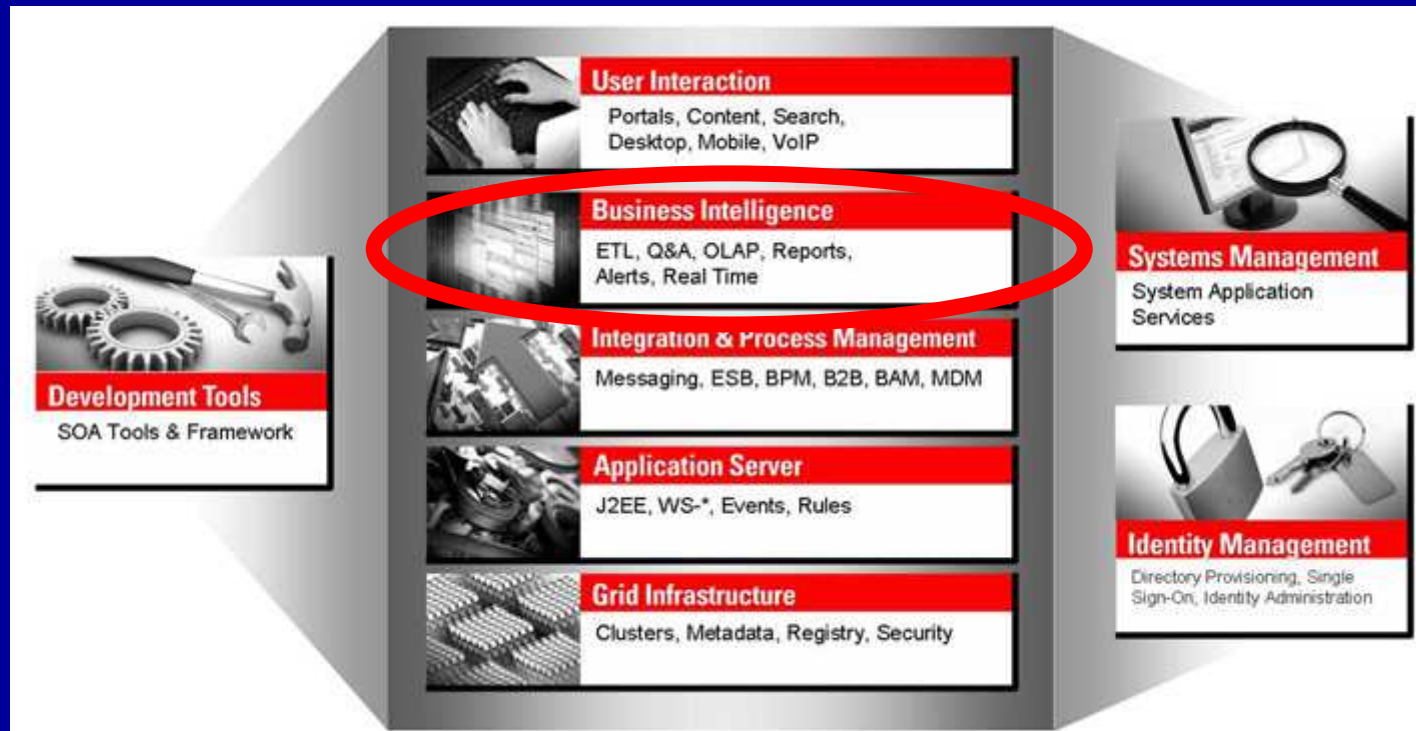 User Interaction
Portals, Content, Search,
Desktop, Mobile, VoIP
Business Intelligence
ETL, Q&A, OLAP, Reports,
Alerts, Real Time
Integration & Process Management
Messaging, ESB, BPM, B2B, BAM, MDM
Application Server
J2EE, WS-*, Events, Rules
Grid Infrastructure
Clusters, Metadata, Registry, Security
Development Tools
SOA Tools & Framework
Systems Management
System Application
Services
Identity Management
Directory Provisioning, Single
Sign-On, Identity Administration